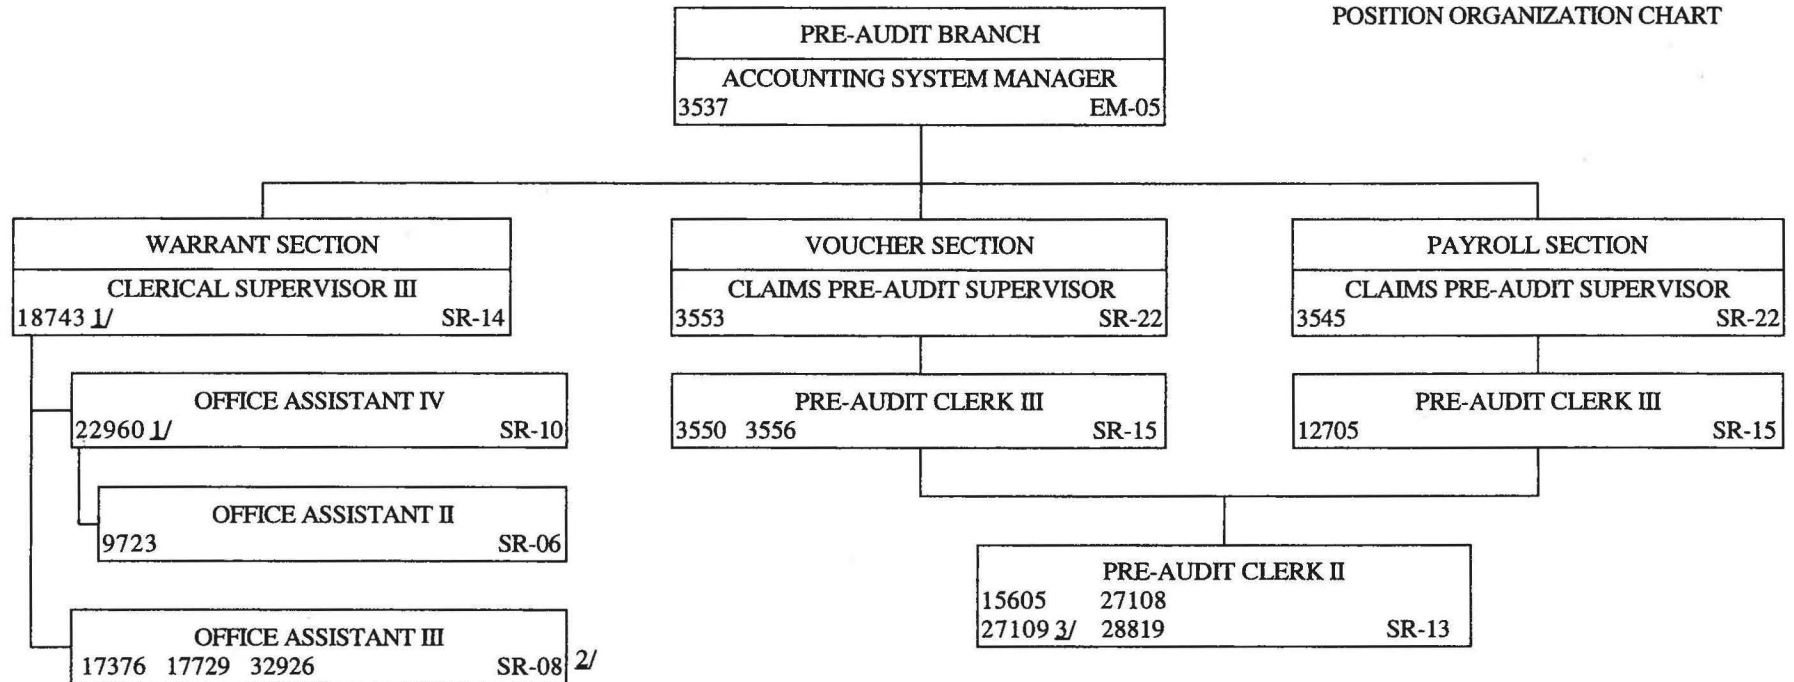 POSITION ORGANIZATION CHART
PRE-AUDIT BRANCH
ACCOUNTING SYSTEM MANAGER
3537 EM-05
WARRANT SECTION
CLERICAL SUPERVISOR III
18743 1/ SR-14
OFFICE ASSISTANT IV
22960 1/ SR-10
OFFICE ASSISTANT II
9723 SR-06
OFFICE ASSISTANT III
17376 17729 32926 SR-08 2/
VOUCHER SECTION
CLAIMS PRE-AUDIT SUPERVISOR
3553 SR-22
PRE-AUDIT CLERK III
3550 3556 SR-15
PAYROLL SECTION
CLAIMS PRE-AUDIT SUPERVISOR
3545 SR-22
PRE-AUDIT CLERK III
12705 SR-15
PRE-AUDIT CLERK II
15605 27108
27109 3/ 28819 SR-13